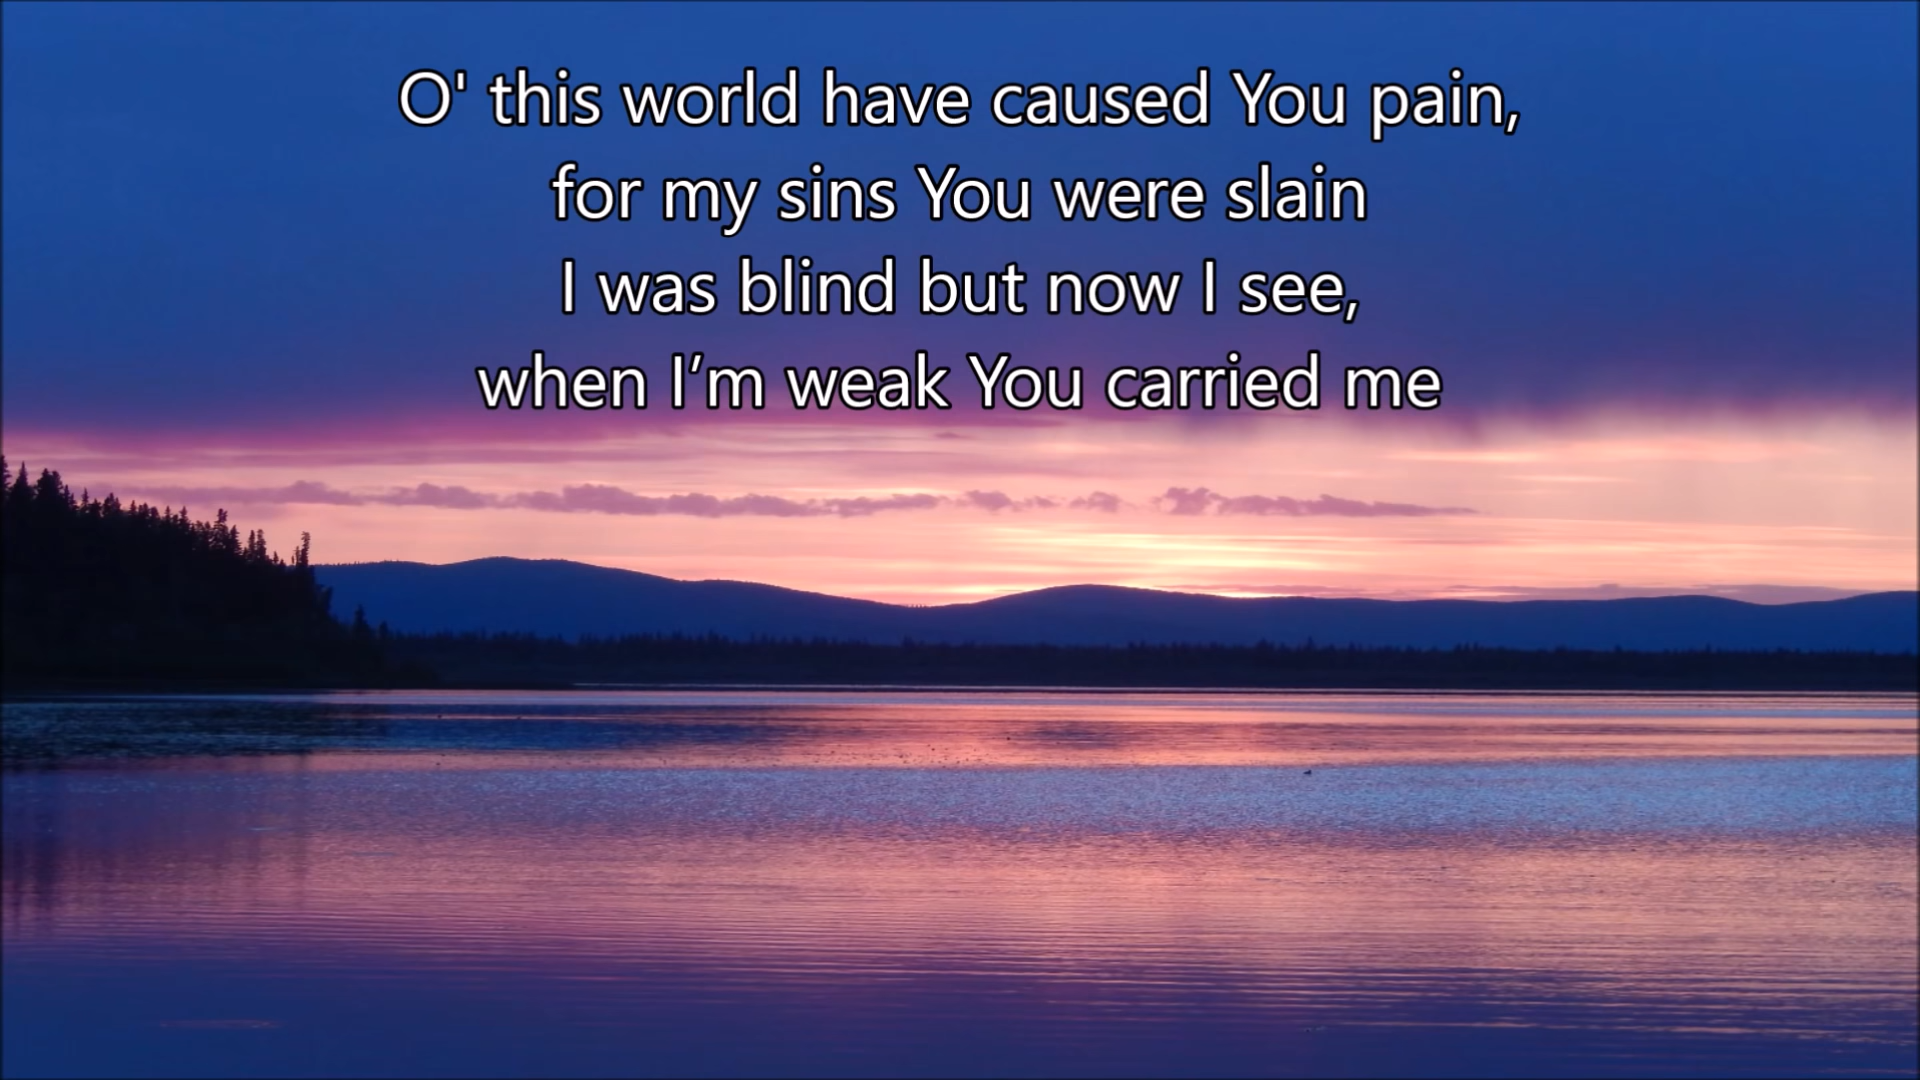 O' this world have caused You pain,
for my sins You were slain
I was blind but now I see,
when I’m weak You carried me